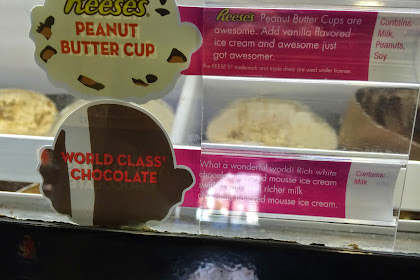 Reese's
PEANUT
BUTTER CUP
Reese's Peanut Butter Cups are
awesome. Add vanilla flavored
ice cream and awesome just
got awesomer.
The REESE'S trademark and trade dress are used under license.
Contains:
Milk,
Peanuts,
Soy
WORLD CLASS®
CHOCOLATE
What a wonderful world! Rich white
chocolate flavored mousse ice cream
richer milk
mousse ice cream.
Contains:
Milk